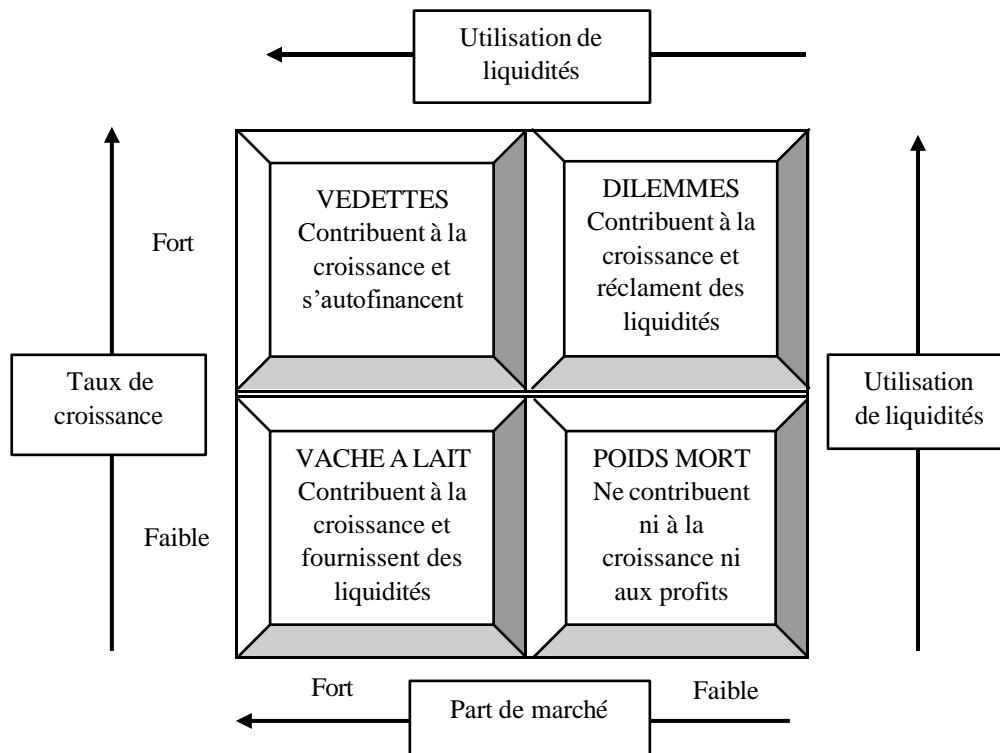 Utilisation de
liquidités
VEDETTES
Contribuent à la
croissance et
s’autofinancent
DILEMMES
Contribuent à la
croissance et
réclament des
liquidités
Fort
Taux de
croissance
Utilisation
de liquidités
VACHE A LAIT
Contribuent à la
croissance et
fournissent des
liquidités
POIDS MORT
Ne contribuent
ni à la
croissance ni
aux profits
Faible
Fort
Part de marché
Faible